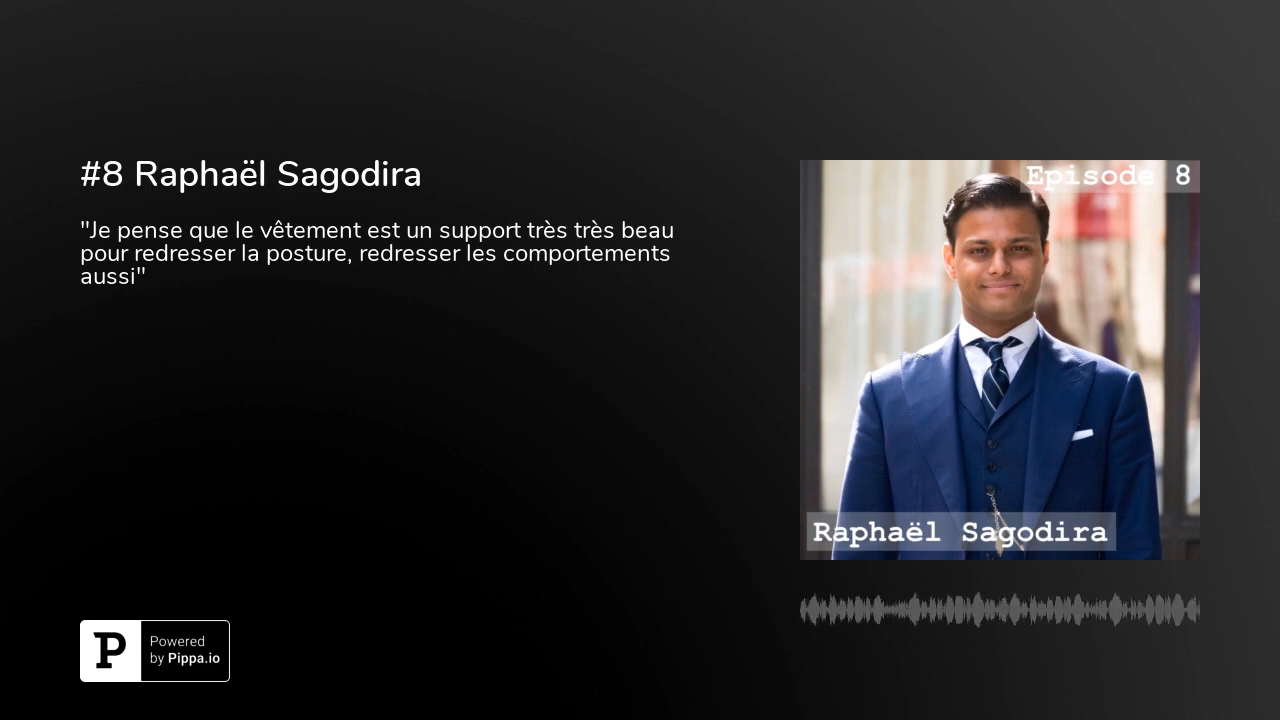 #8 Raphaël Sagodira
"Je pense que le vêtement est un support très très beau
pour redresser la posture, redresser les comportements
aussi"
Episode 8
Raphaël Sagodira
P
Powered
by Pippa.io